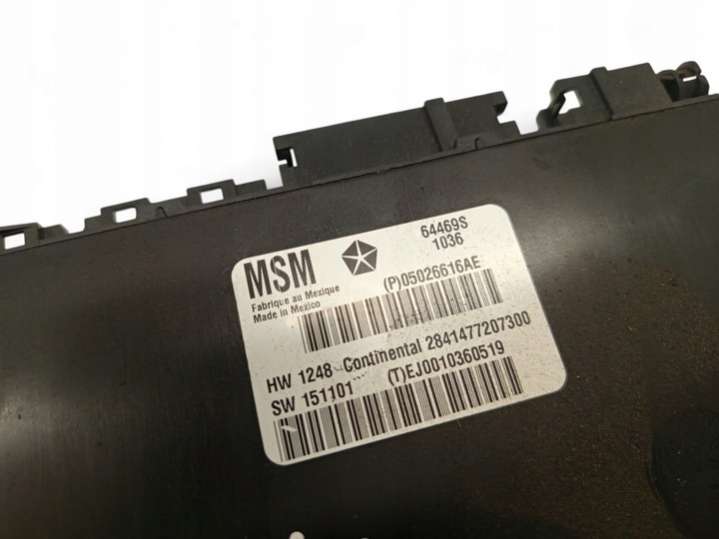 MSM
64469S
1036
Fabrique au Mexique
Made in Mexico
(P)05026616AE
HW 1248 Continental 2841477207300
SW 151101 (T)EJ0010360519